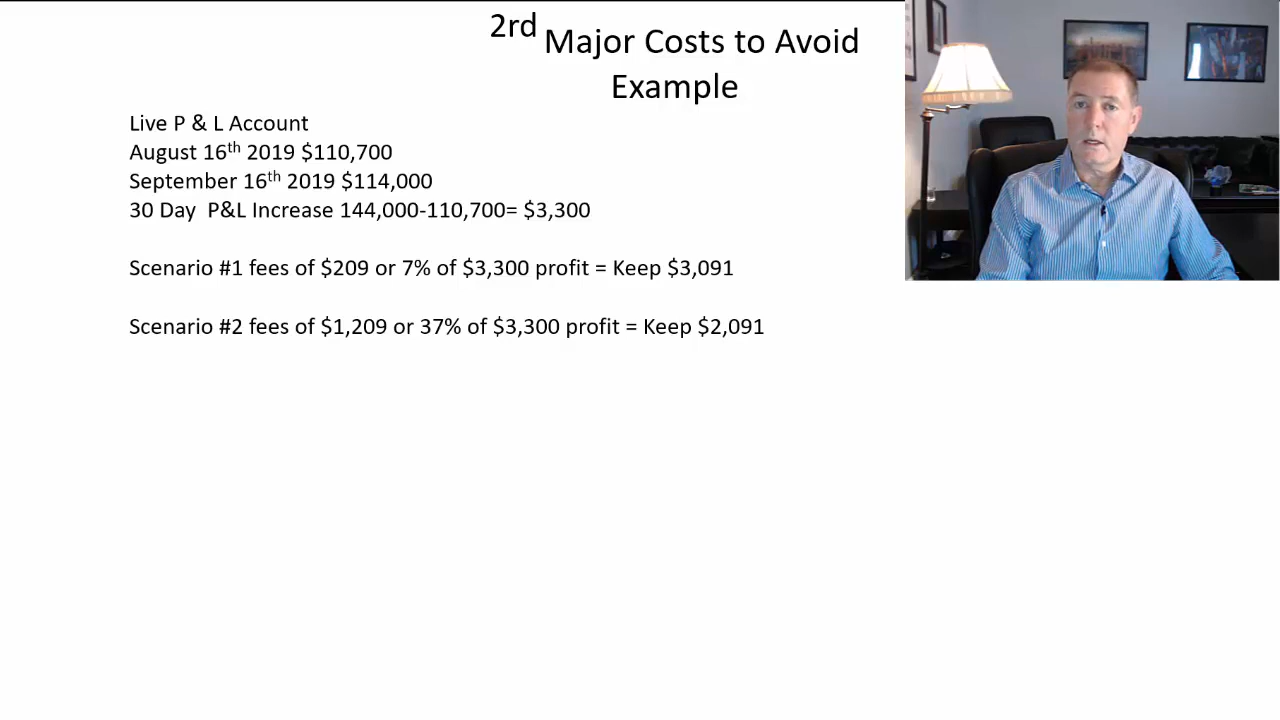 2rd Major Costs to Avoid
Example
Live P & L Account
August 16th 2019 $110,700
September 16th 2019 $114,000
30 Day  P&L Increase 144,000-110,700= $3,300
Scenario #1 fees of $209 or 7% of $3,300 profit = Keep $3,091
Scenario #2 fees of $1,209 or 37% of $3,300 profit = Keep $2,091